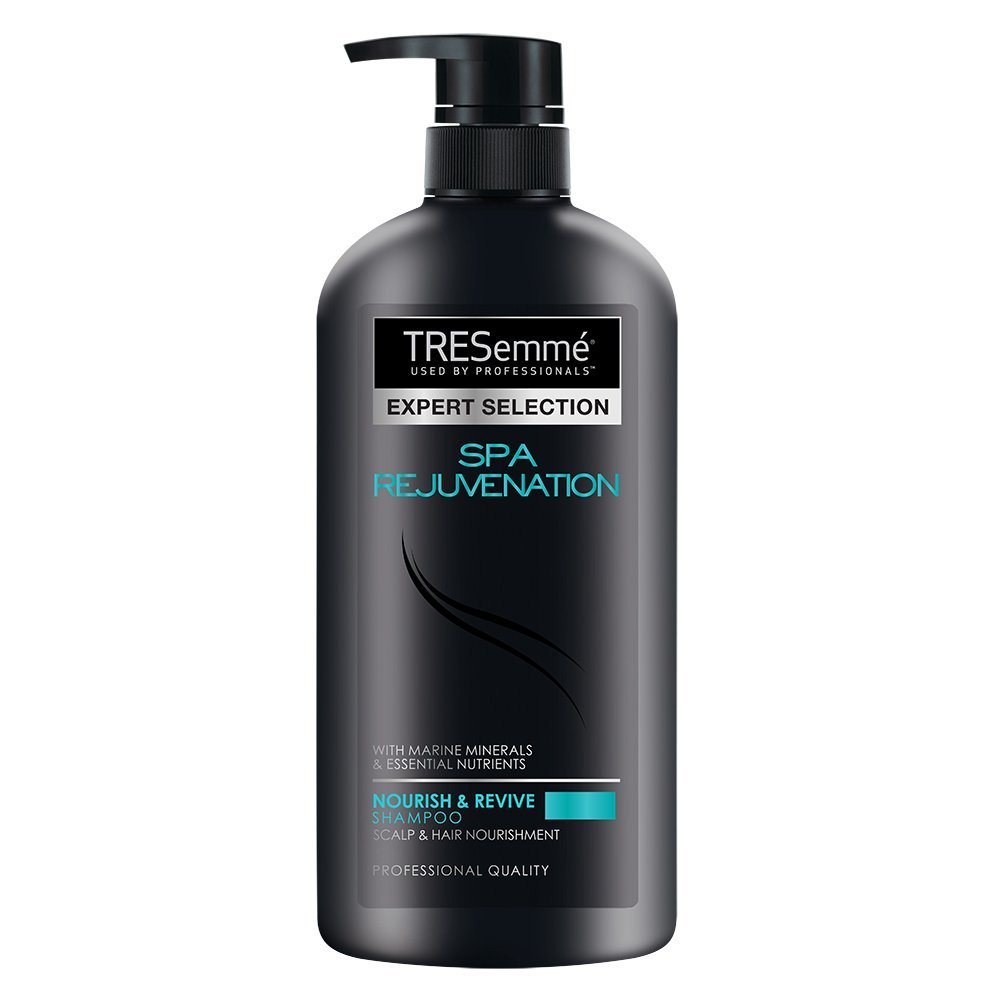 TRESemmé®
USED BY PROFESSIONALS™
EXPERT SELECTION
SPA
REJUVENATION
WITH MARINE MINERALS
& ESSENTIAL NUTRIENTS
NOURISH & REVIVE
SHAMPOO
SCALP & HAIR NOURISHMENT
PROFESSIONAL QUALITY